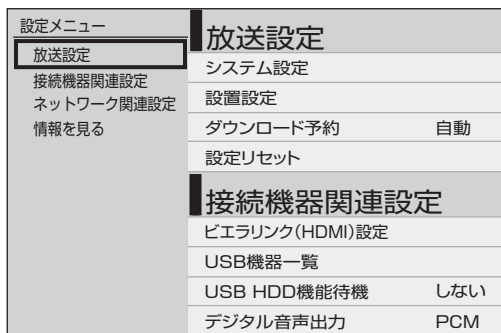 設定メニュー
放送設定
接続機器関連設定
ネットワーク関連設定
情報を見る
放送設定
システム設定
設置設定
ダウンロード予約 自動
設定リセット
接続機器関連設定
ビエラリンク(HDMI)設定
USB機器一覧
USB HDD機能待機 しない
デジタル音声出力 PCM